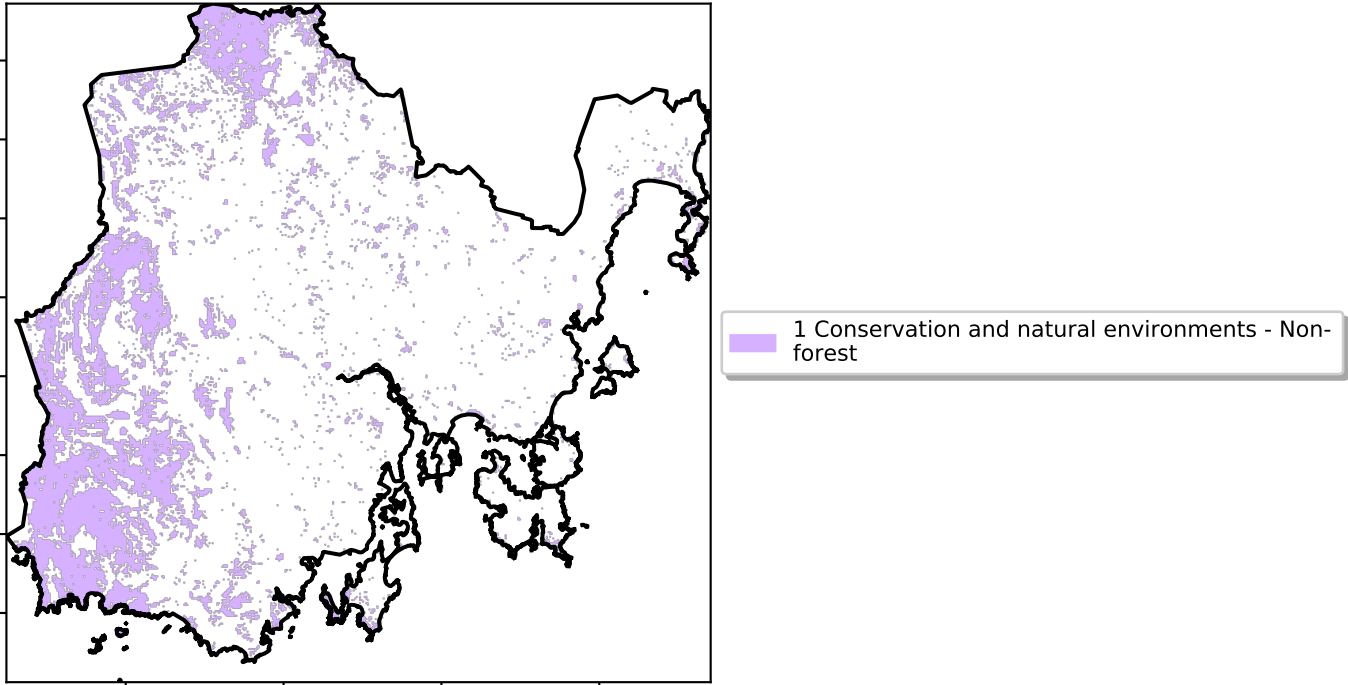 1 Conservation and natural environments - Non-
forest